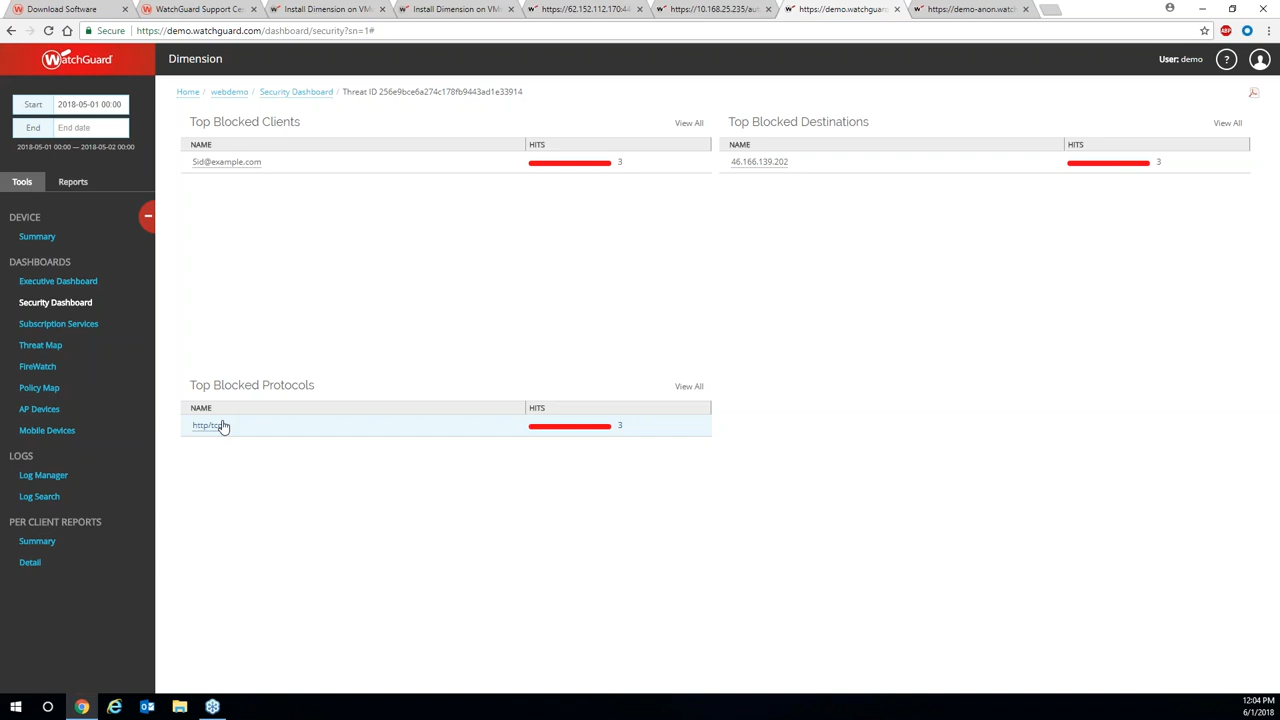 Download Software
WatchGuard Support Ce
Install Dimension on VM
Install Dimension on VM
https://62.152.112.170:4
https://10.168.25.235/au
https://demo.watchguard
https://demo-anon.watch
Secure
https://demo.watchguard.com/dashboard/security?sn=1#
WatchGuard
Dimension
User: demo
?
Start 2018-05-01 00:00
End End date
2018-05-01 00:00 — 2018-05-02 00:00
Tools Reports
DEVICE
Summary
DASHBOARDS
Executive Dashboard
Security Dashboard
Subscription Services
Threat Map
FireWatch
Policy Map
AP Devices
Mobile Devices
LOGS
Log Manager
Log Search
PER CLIENT REPORTS
Summary
Detail
Home / webdemo / Security Dashboard / Threat ID 256e9bce6a274c178fb9443ad1e33914
Top Blocked Clients View All
NAME HITS
Sid@example.com 3
Top Blocked Destinations View All
NAME HITS
46.166.139.202 3
Top Blocked Protocols View All
NAME HITS
http/tc 3
12:04 PM
6/1/2018